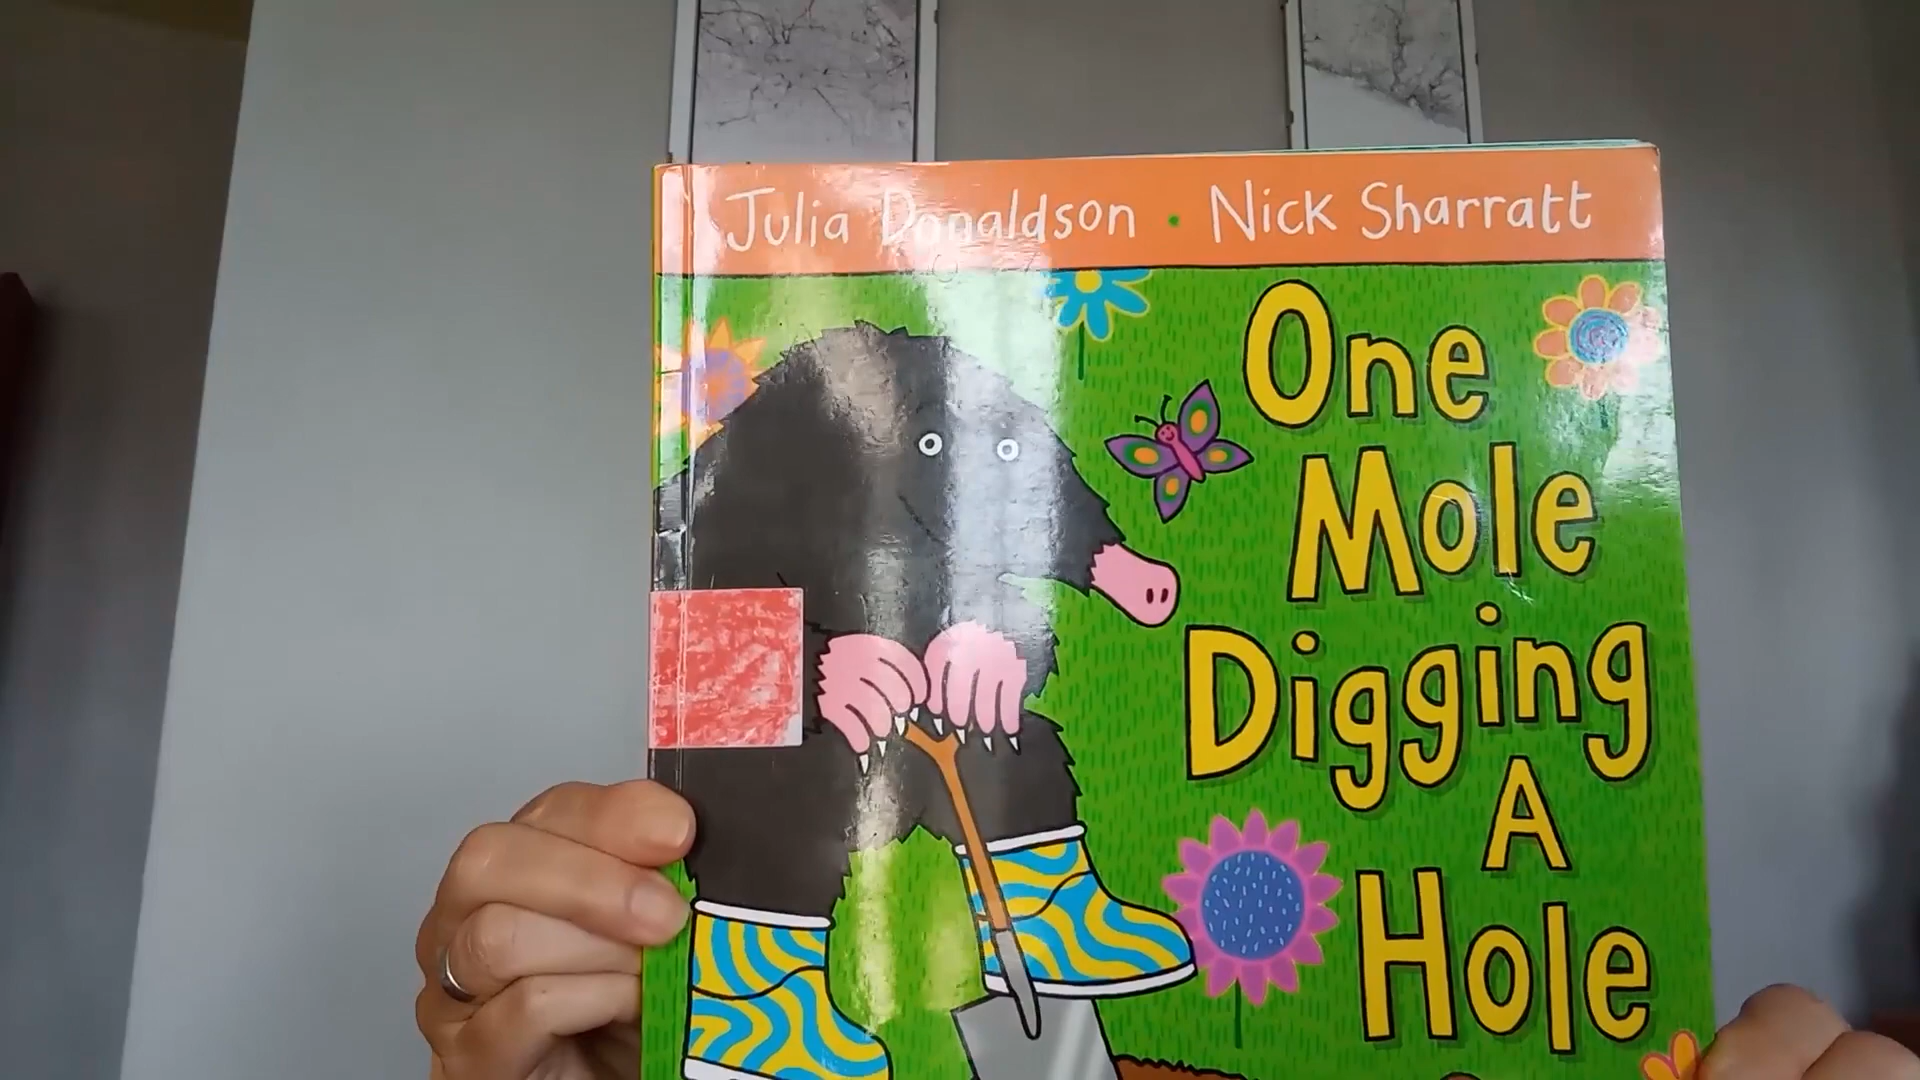 Julia Donaldson • Nick Sharratt
One
Mole
Digging
A
Hole